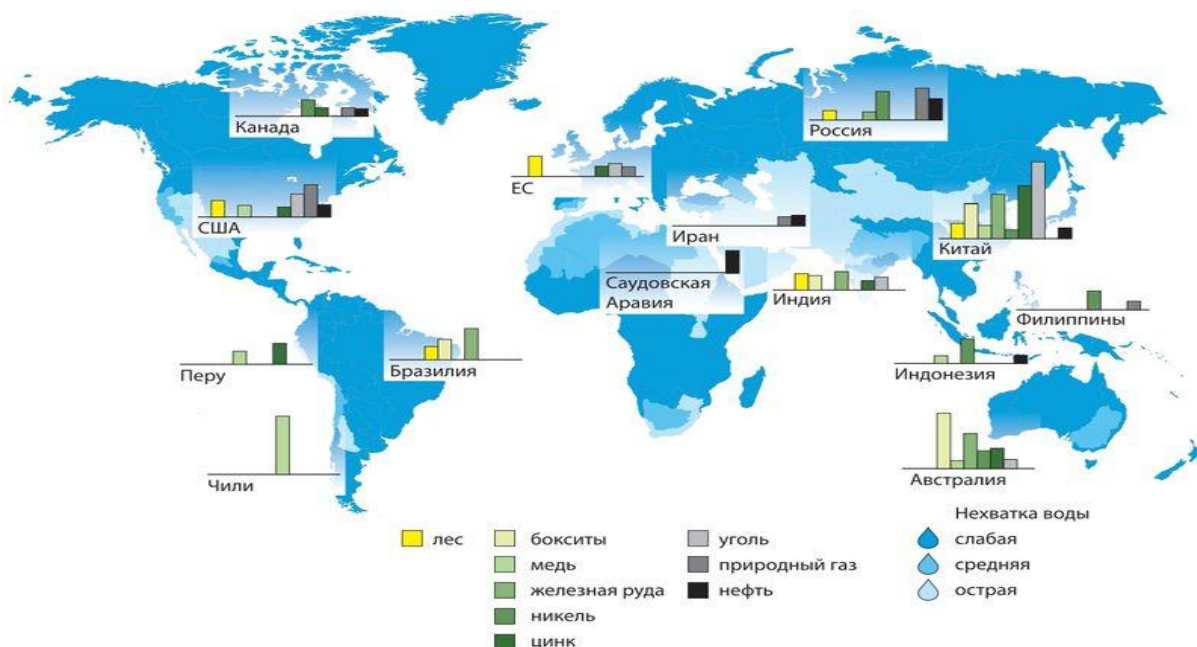 Канада
Россия
ЕС
США
Иран
Китай
Саудовская
Аравия
Индия
Филиппины
Перу
Бразилия
Индонезия
Чили
Австралия
лес
бокситы
медь
железная руда
никель
цинк
уголь
природный газ
нефть
Нехватка воды
слабая
средняя
острая